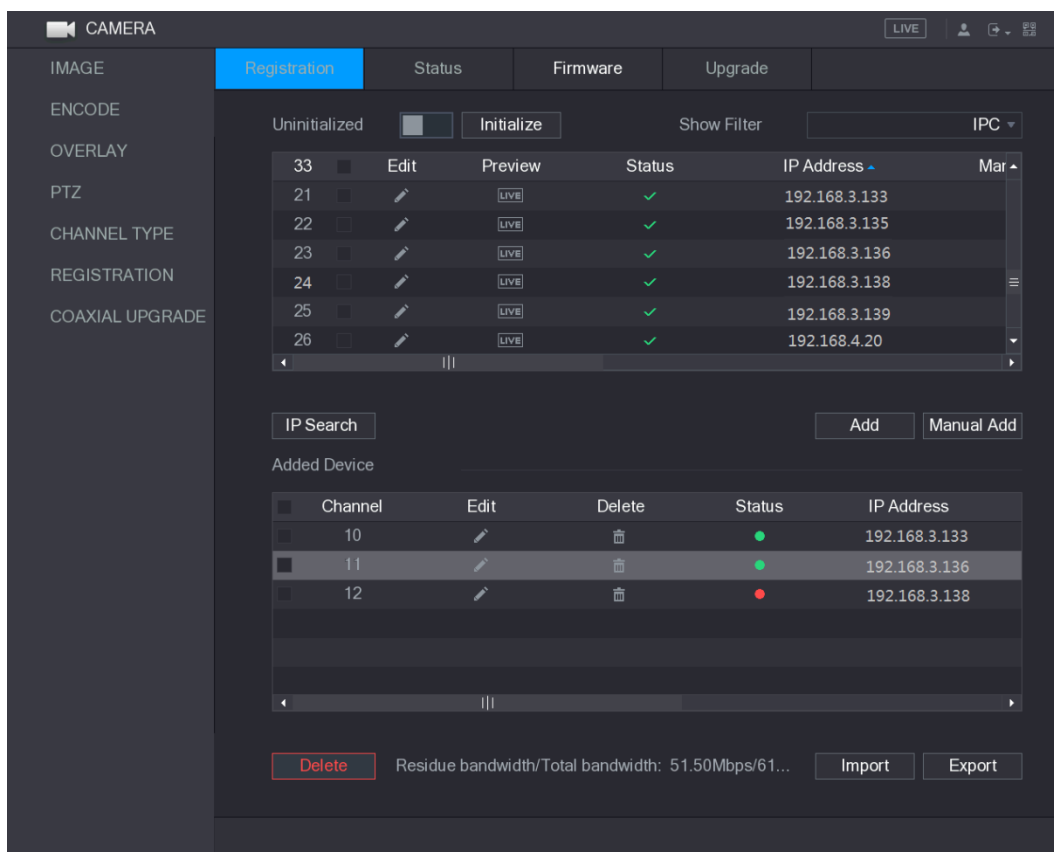 CAMERA LIVE
IMAGE
ENCODE
OVERLAY
PTZ
CHANNEL TYPE
REGISTRATION
COAXIAL UPGRADE
Registration Status Firmware Upgrade
Uninitialized Initialize Show Filter IPC
33 Edit Preview Status IP Address Mar
21 LIVE 192.168.3.133
22 LIVE 192.168.3.135
23 LIVE 192.168.3.136
24 LIVE 192.168.3.138
25 LIVE 192.168.3.139
26 LIVE 192.168.4.20
IP Search Add Manual Add
Added Device
Channel Edit Delete Status IP Address
10 192.168.3.133
11 192.168.3.136
12 192.168.3.138
Delete Residue bandwidth/Total bandwidth: 51.50Mbps/61... Import Export